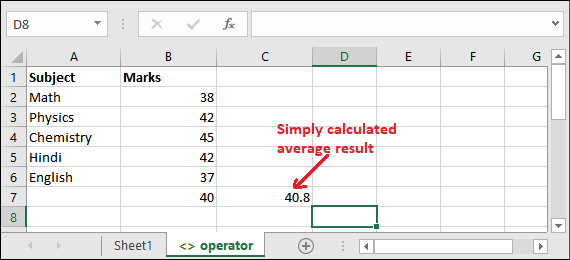 D8
fx
A B C D E F G
1 Subject Marks
2 Math 38
3 Physics 42
4 Chemistry 45
Simply calculated
average result
5 Hindi 42
6 English 37
7 40 40.8
8
Sheet1 <> operator